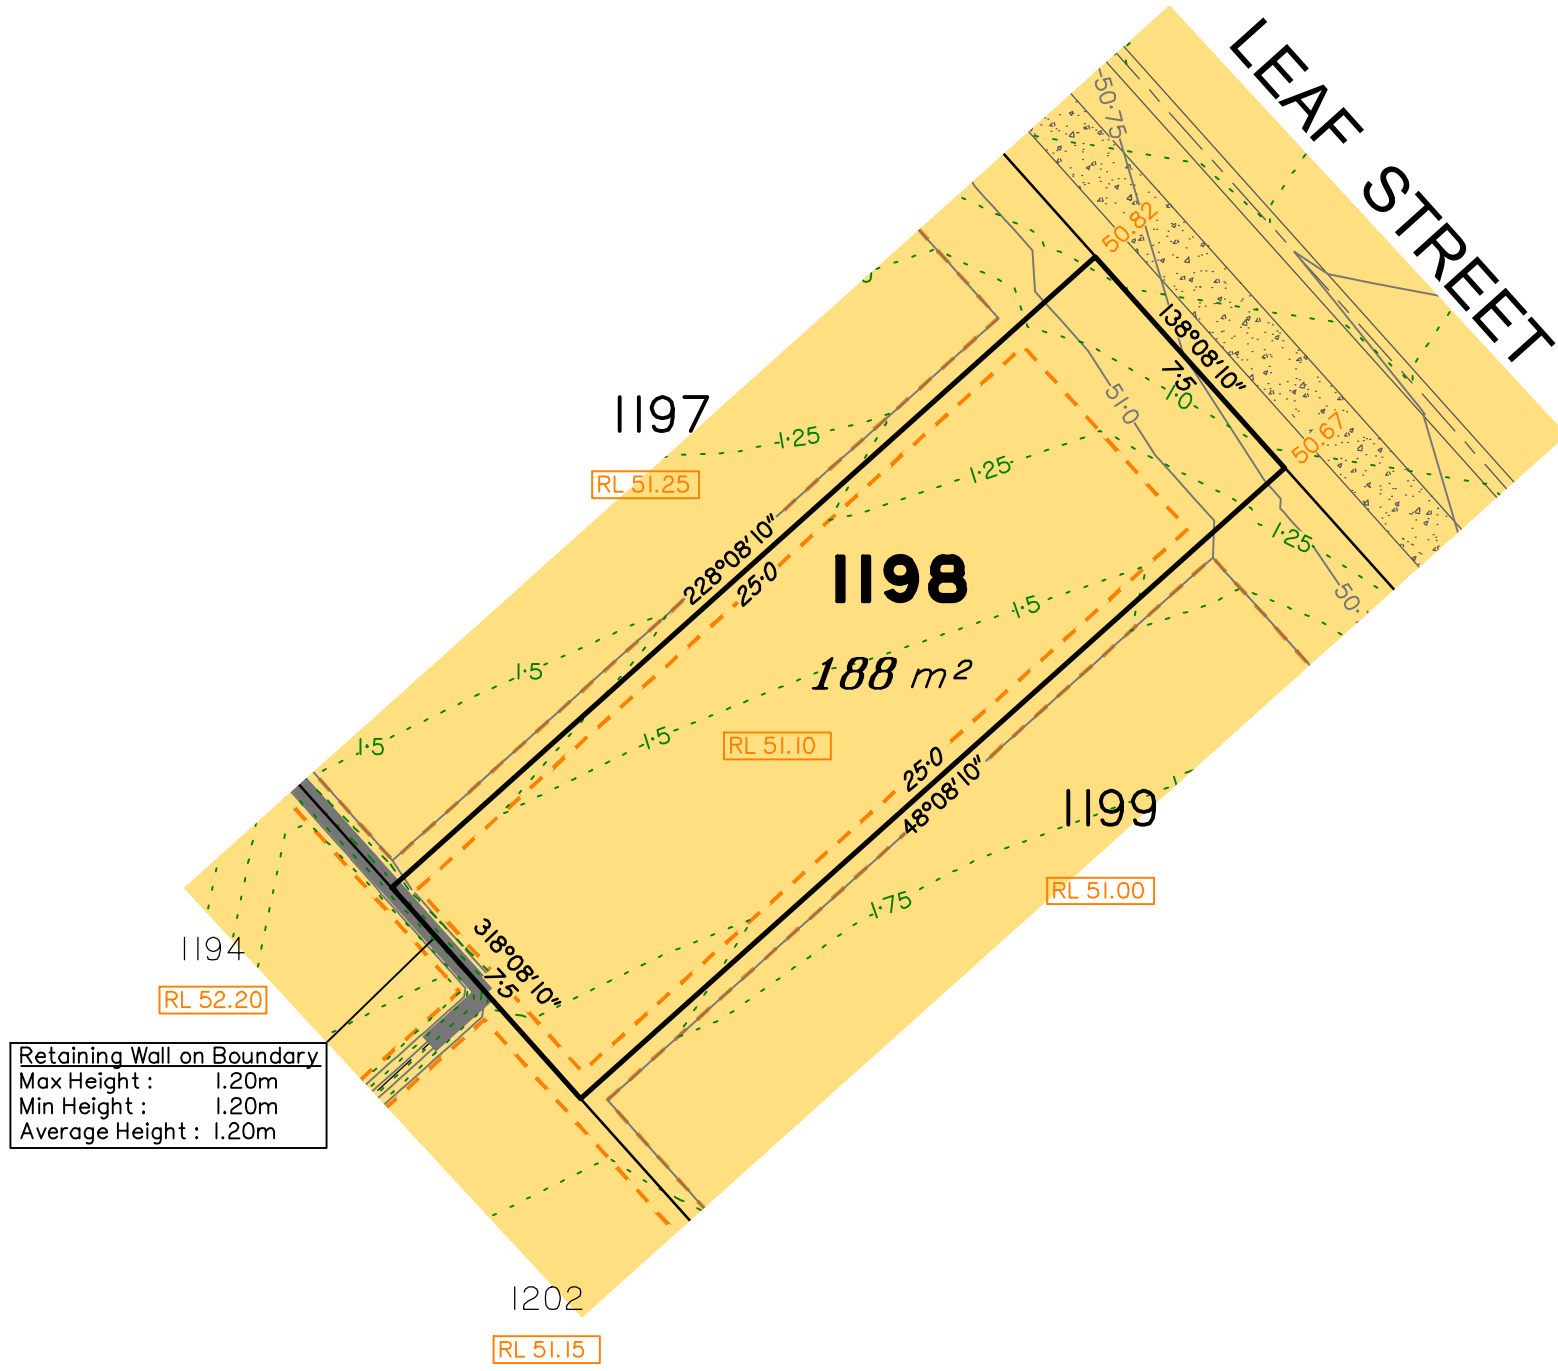 LEAF STREET
50·75
50.82
138°08'10"
7·5
1·0
50.67
51·0
1197
RL 51.25
1·25
1·25
1·25
228°08'10"
25·0
1198
188 m²
1·5
1·5
1·5
1·5
RL 51.10
50·
25·0
48°08'10"
1199
RL 51.00
1·75
318°08'10"
7·5
1194
RL 52.20
Retaining Wall on Boundary
Max Height : 1.20m
Min Height : 1.20m
Average Height : 1.20m
1202
RL 51.15